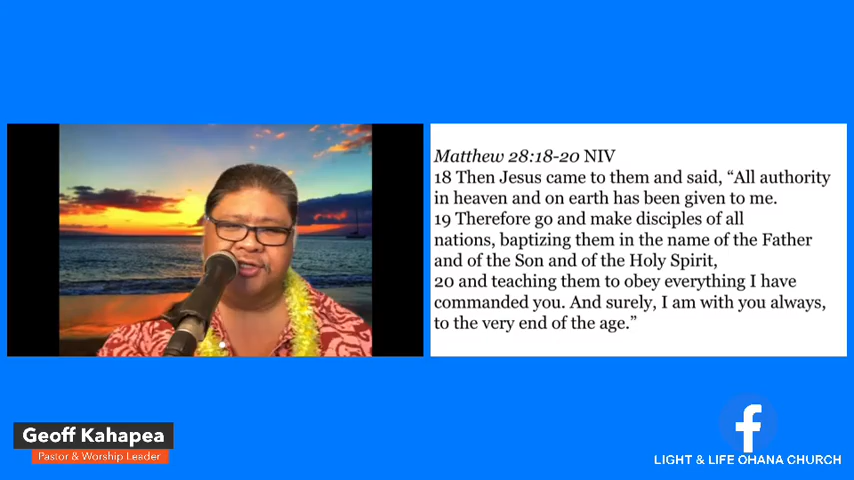 Matthew 28:18-20 NIV
18 Then Jesus came to them and said, “All authority
in heaven and on earth has been given to me.
19 Therefore go and make disciples of all
nations, baptizing them in the name of the Father
and of the Son and of the Holy Spirit,
20 and teaching them to obey everything I have
commanded you. And surely, I am with you always,
to the very end of the age.”
Geoff Kahapea
Pastor & Worship Leader
f
LIGHT & LIFE OHANA CHURCH